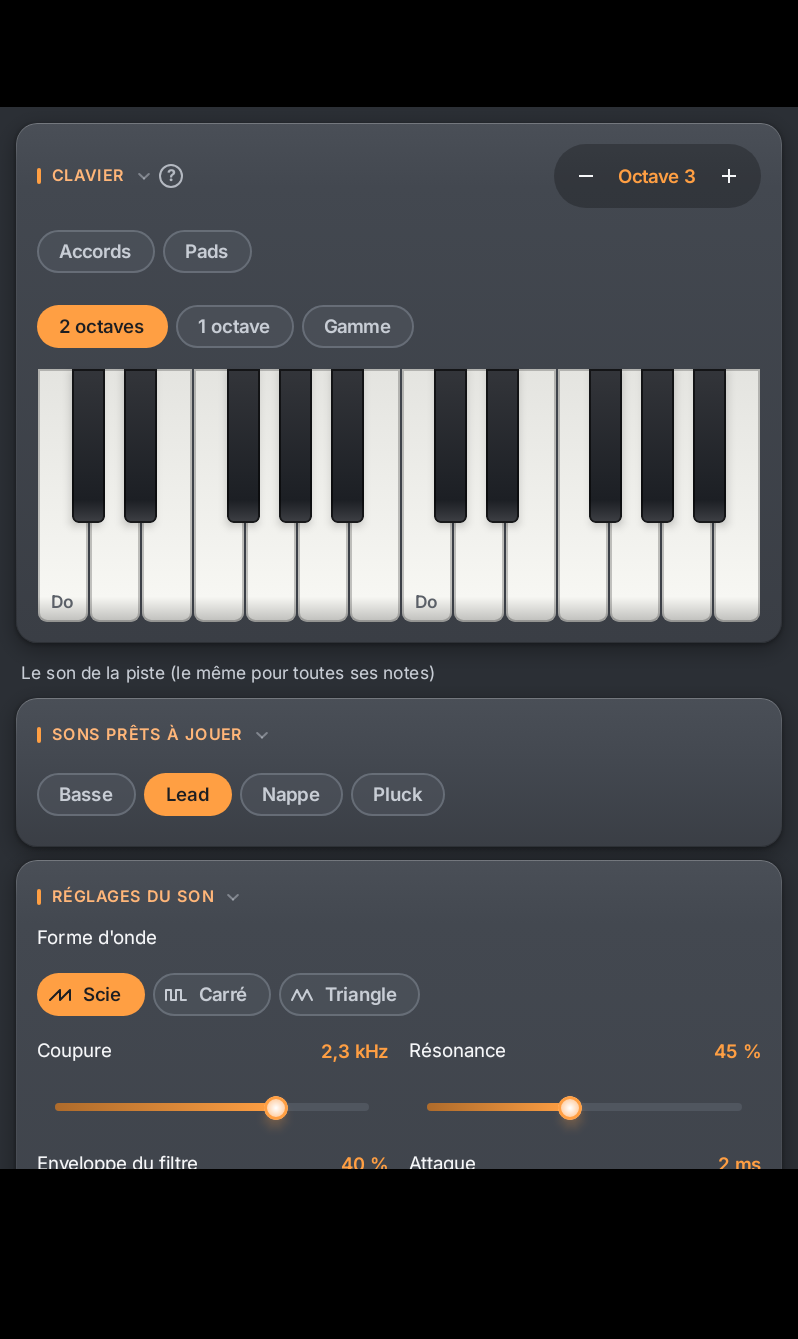 CLAVIER ?
− Octave 3 +
Accords Pads
2 octaves 1 octave Gamme
Do Do
Le son de la piste (le même pour toutes ses notes)
SONS PRÊTS À JOUER
Basse Lead Nappe Pluck
RÉGLAGES DU SON
Forme d'onde
Scie Carré Triangle
Coupure 2,3 kHz Résonance 45 %
Enveloppe du filtre 40 % Attaque 2 ms